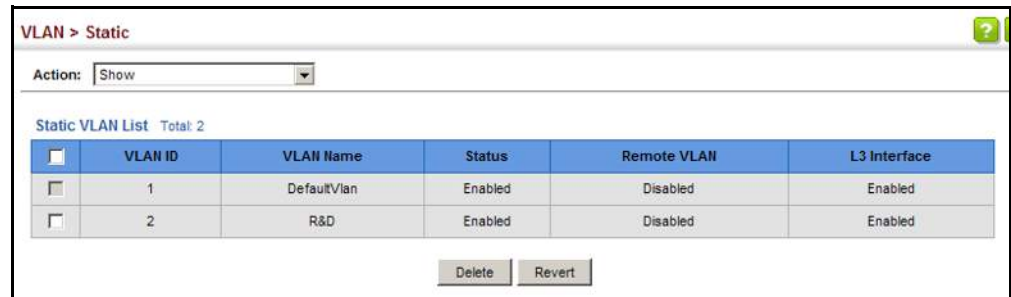 VLAN > Static
?
Action: Show
Static VLAN List Total: 2
VLAN ID VLAN Name Status Remote VLAN L3 Interface
1 DefaultVlan Enabled Disabled Enabled
2 R&D Enabled Disabled Enabled
Delete Revert